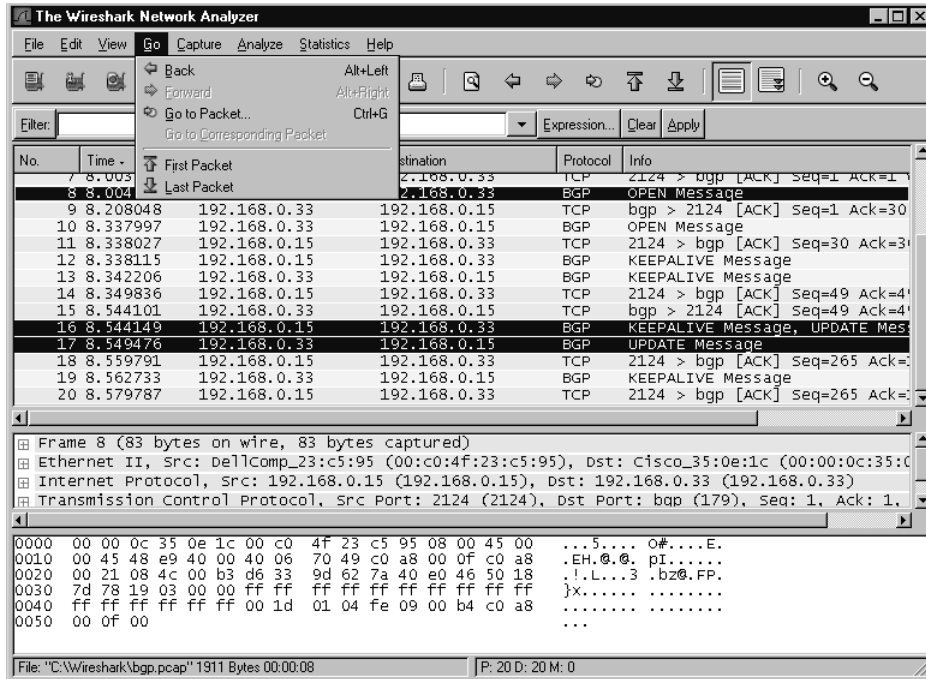 The Wireshark Network Analyzer
File Edit View Go Capture Analyze Statistics Help
Back Alt+Left
Forward Alt+Right
Go to Packet... Ctrl+G
Go to Corresponding Packet
First Packet
Last Packet
Filter: Expression... Clear Apply
No. Time stination Protocol Info
7 8.003 2.168.0.33 TCP 2124 > bgp [ACK] Seq=1 Ack=1
8 8.004 2.168.0.33 BGP OPEN Message
9 8.208048 192.168.0.33 192.168.0.15 TCP bgp > 2124 [ACK] Seq=1 Ack=30
10 8.337997 192.168.0.33 192.168.0.15 BGP OPEN Message
11 8.338027 192.168.0.15 192.168.0.33 TCP 2124 > bgp [ACK] Seq=30 Ack=3
12 8.338115 192.168.0.15 192.168.0.33 BGP KEEPALIVE Message
13 8.342206 192.168.0.33 192.168.0.15 BGP KEEPALIVE Message
14 8.349836 192.168.0.15 192.168.0.33 TCP 2124 > bgp [ACK] Seq=49 Ack=4
15 8.544101 192.168.0.33 192.168.0.15 TCP bgp > 2124 [ACK] Seq=49 Ack=4
16 8.544149 192.168.0.15 192.168.0.33 BGP KEEPALIVE Message, UPDATE Mess
17 8.549476 192.168.0.33 192.168.0.15 BGP UPDATE Message
18 8.559791 192.168.0.15 192.168.0.33 TCP 2124 > bgp [ACK] Seq=265 Ack=
19 8.562733 192.168.0.33 192.168.0.15 BGP KEEPALIVE Message
20 8.579787 192.168.0.15 192.168.0.33 TCP 2124 > bgp [ACK] Seq=265 Ack=
Frame 8 (83 bytes on wire, 83 bytes captured)
Ethernet II, Src: DellComp_23:c5:95 (00:c0:4f:23:c5:95), Dst: Cisco_35:0e:1c (00:00:0c:35:0
Internet Protocol, Src: 192.168.0.15 (192.168.0.15), Dst: 192.168.0.33 (192.168.0.33)
Transmission Control Protocol, Src Port: 2124 (2124), Dst Port: bgp (179), Seq: 1, Ack: 1,
0000 00 00 0c 35 0e 1c 00 c0 4f 23 c5 95 08 00 45 00 ...5.... O#....E.
0010 00 45 48 e9 40 00 40 06 70 49 c0 a8 00 0f c0 a8 .EH.@.@. pI......
0020 00 21 08 4c 00 b3 d6 33 9d 62 7a 40 e0 46 50 18 .!.L...3 .bz@.FP.
0030 7d 78 19 03 00 00 ff ff ff ff ff ff ff ff ff ff }x...... ........
0040 ff ff ff ff ff ff 00 1d 01 04 fe 09 00 b4 c0 a8 ........ ........
0050 00 0f 00 ...
File: "C:\Wireshark\bgp.pcap" 1911 Bytes 00:00:08 P: 20 D: 20 M: 0